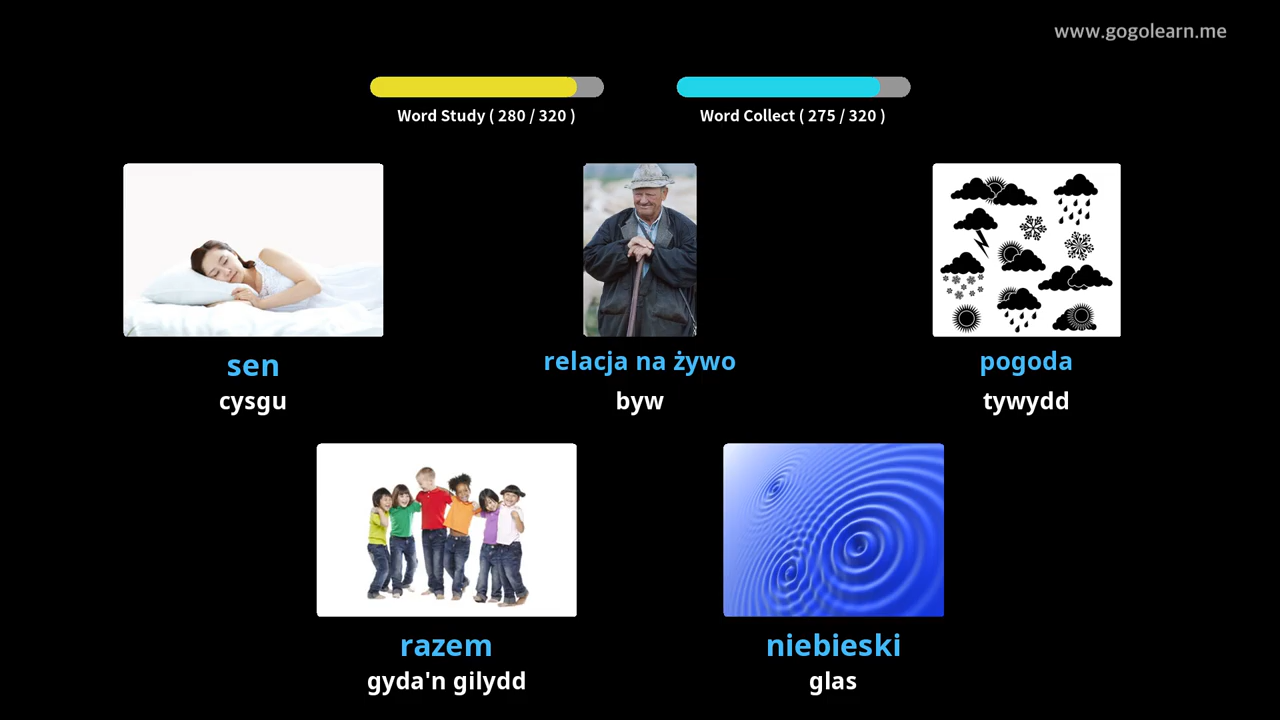 www.gogolearn.me
Word Study ( 280 / 320 )
Word Collect ( 275 / 320 )
sen
cysgu
relacja na żywo
byw
pogoda
tywydd
razem
gyda'n gilydd
niebieski
glas